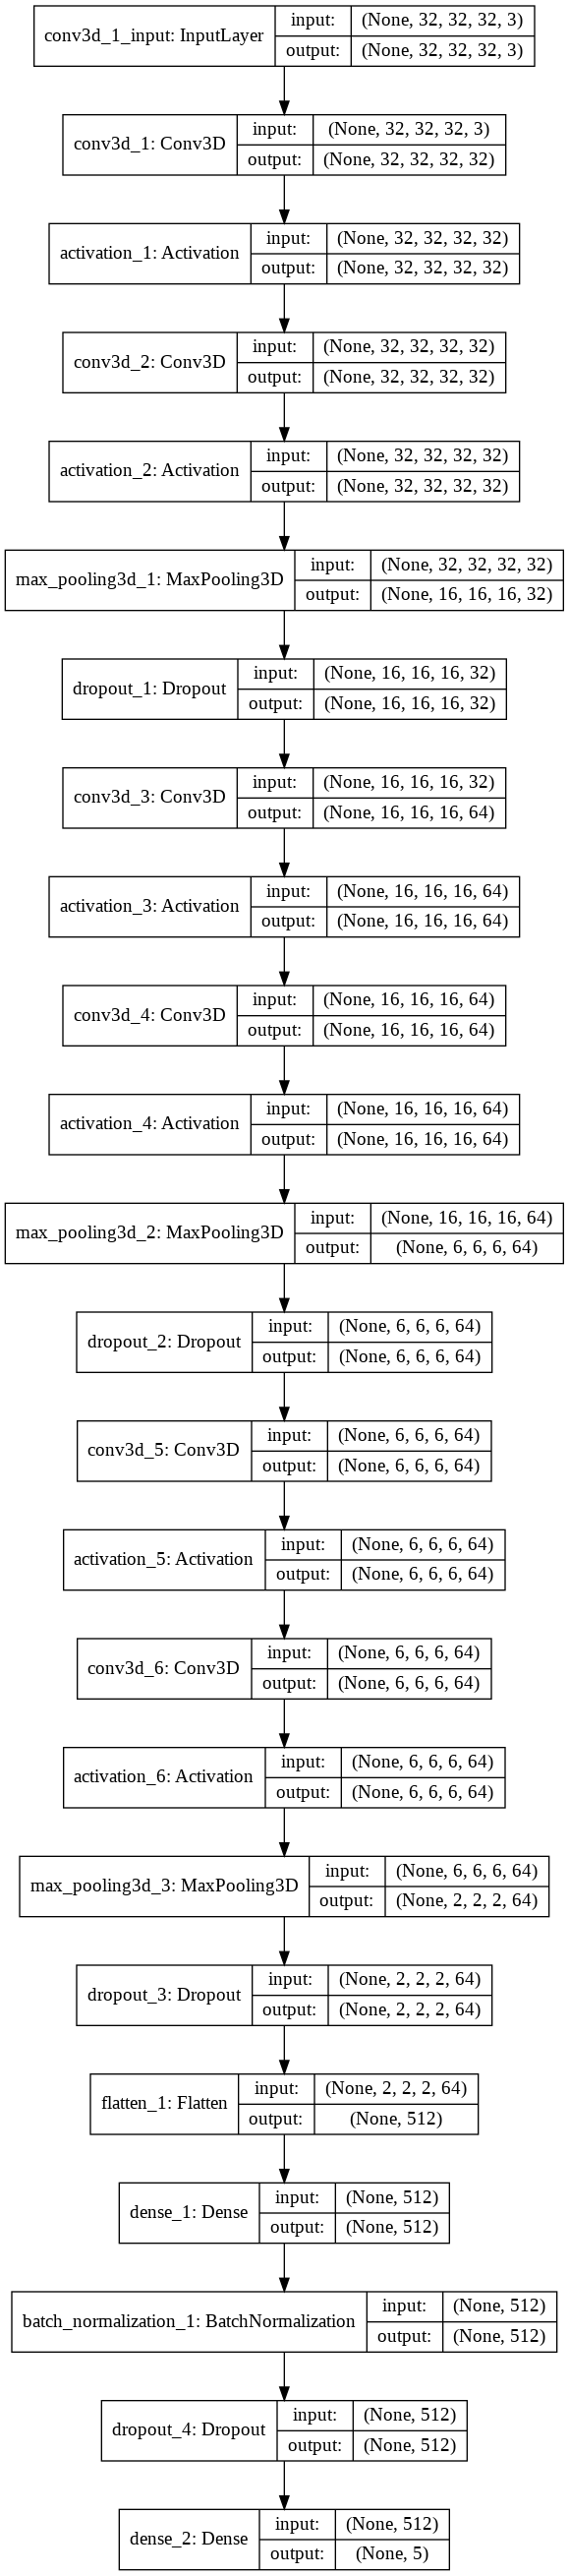 conv3d_1_input: InputLayer
input: (None, 32, 32, 32, 3)
output: (None, 32, 32, 32, 3)
conv3d_1: Conv3D
input: (None, 32, 32, 32, 3)
output: (None, 32, 32, 32, 32)
activation_1: Activation
input: (None, 32, 32, 32, 32)
output: (None, 32, 32, 32, 32)
conv3d_2: Conv3D
input: (None, 32, 32, 32, 32)
output: (None, 32, 32, 32, 32)
activation_2: Activation
input: (None, 32, 32, 32, 32)
output: (None, 32, 32, 32, 32)
max_pooling3d_1: MaxPooling3D
input: (None, 32, 32, 32, 32)
output: (None, 16, 16, 16, 32)
dropout_1: Dropout
input: (None, 16, 16, 16, 32)
output: (None, 16, 16, 16, 32)
conv3d_3: Conv3D
input: (None, 16, 16, 16, 32)
output: (None, 16, 16, 16, 64)
activation_3: Activation
input: (None, 16, 16, 16, 64)
output: (None, 16, 16, 16, 64)
conv3d_4: Conv3D
input: (None, 16, 16, 16, 64)
output: (None, 16, 16, 16, 64)
activation_4: Activation
input: (None, 16, 16, 16, 64)
output: (None, 16, 16, 16, 64)
max_pooling3d_2: MaxPooling3D
input: (None, 16, 16, 16, 64)
output: (None, 6, 6, 6, 64)
dropout_2: Dropout
input: (None, 6, 6, 6, 64)
output: (None, 6, 6, 6, 64)
conv3d_5: Conv3D
input: (None, 6, 6, 6, 64)
output: (None, 6, 6, 6, 64)
activation_5: Activation
input: (None, 6, 6, 6, 64)
output: (None, 6, 6, 6, 64)
conv3d_6: Conv3D
input: (None, 6, 6, 6, 64)
output: (None, 6, 6, 6, 64)
activation_6: Activation
input: (None, 6, 6, 6, 64)
output: (None, 6, 6, 6, 64)
max_pooling3d_3: MaxPooling3D
input: (None, 6, 6, 6, 64)
output: (None, 2, 2, 2, 64)
dropout_3: Dropout
input: (None, 2, 2, 2, 64)
output: (None, 2, 2, 2, 64)
flatten_1: Flatten
input: (None, 2, 2, 2, 64)
output: (None, 512)
dense_1: Dense
input: (None, 512)
output: (None, 512)
batch_normalization_1: BatchNormalization
input: (None, 512)
output: (None, 512)
dropout_4: Dropout
input: (None, 512)
output: (None, 512)
dense_2: Dense
input: (None, 512)
output: (None, 5)